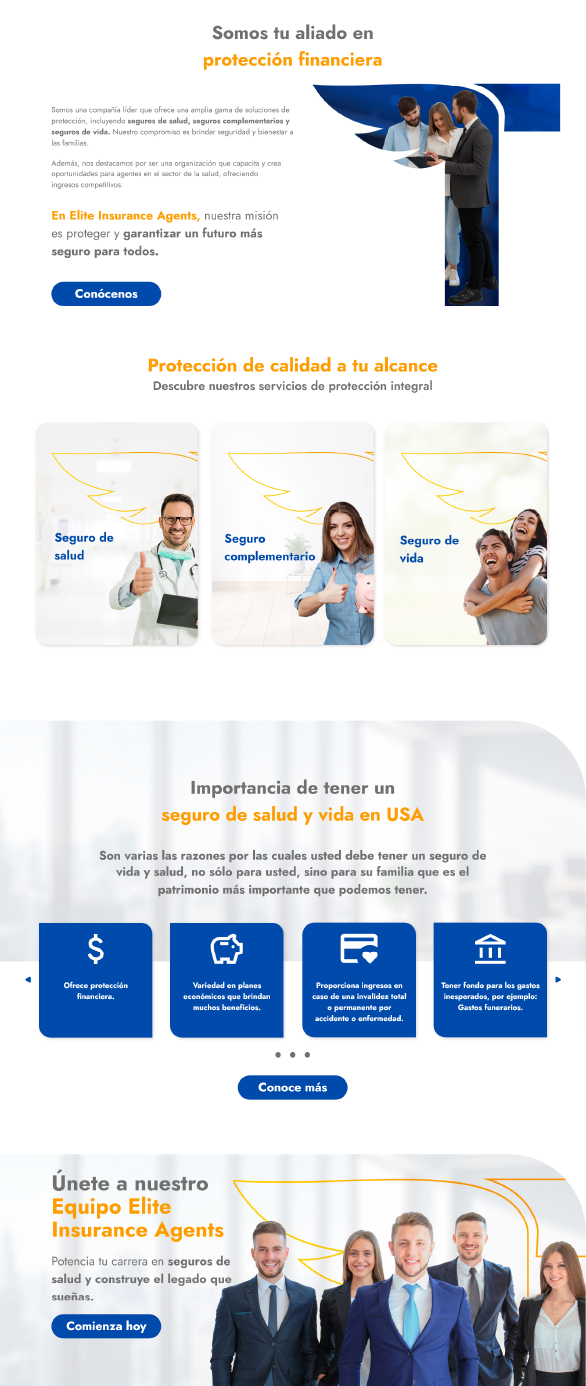 Somos tu aliado en
protección financiera
Somos una compañía líder que ofrece una amplia gama de soluciones de
protección, incluyendo seguros de salud, seguros complementarios y
seguros de vida. Nuestro compromiso es brindar seguridad y bienestar a
las familias.
Además, nos destacamos por ser una organización que capacita y crea
oportunidades para agentes en el sector de la salud, ofreciendo
ingresos competitivos.
En Elite Insurance Agents, nuestra misión
es proteger y garantizar un futuro más
seguro para todos.
Conócenos
Protección de calidad a tu alcance
Descubre nuestros servicios de protección integral
Seguro de
salud
Seguro
complementario
Seguro de
vida
Importancia de tener un
seguro de salud y vida en USA
Son varias las razones por las cuales usted debe tener un seguro de
vida y salud, no sólo para usted, sino para su familia que es el
patrimonio más importante que podemos tener.
Ofrece protección
financiera.
Variedad en planes
económicos que brindan
muchos beneficios.
Proporciona ingresos en
caso de una invalidez total
o permanente por
accidente o enfermedad.
Tener fondo para los gastos
inesperados, por ejemplo:
Gastos funerarios.
Conoce más
Únete a nuestro
Equipo Elite
Insurance Agents
Potencia tu carrera en seguros de
salud y construye el legado que
sueñas.
Comienza hoy